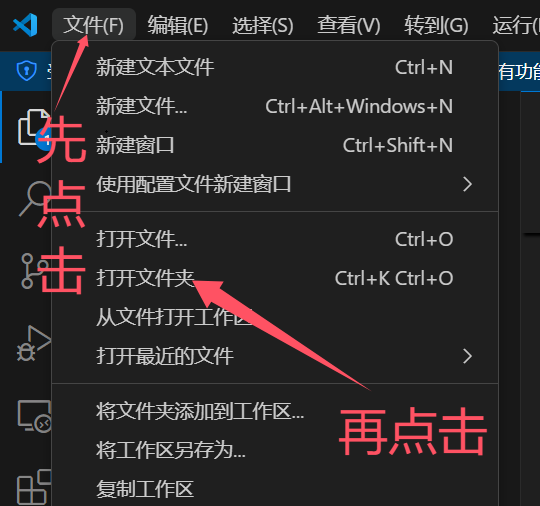 文件(F) 编辑(E) 选择(S) 查看(V) 转到(G) 运行(
有功能
新建文本文件 Ctrl+N
新建文件... Ctrl+Alt+Windows+N
新建窗口 Ctrl+Shift+N
使用配置文件新建窗口
打开文件... Ctrl+O
打开文件夹 Ctrl+K Ctrl+O
从文件打开工作区
打开最近的文件
将文件夹添加到工作区...
将工作区另存为...
复制工作区
先点击
再点击